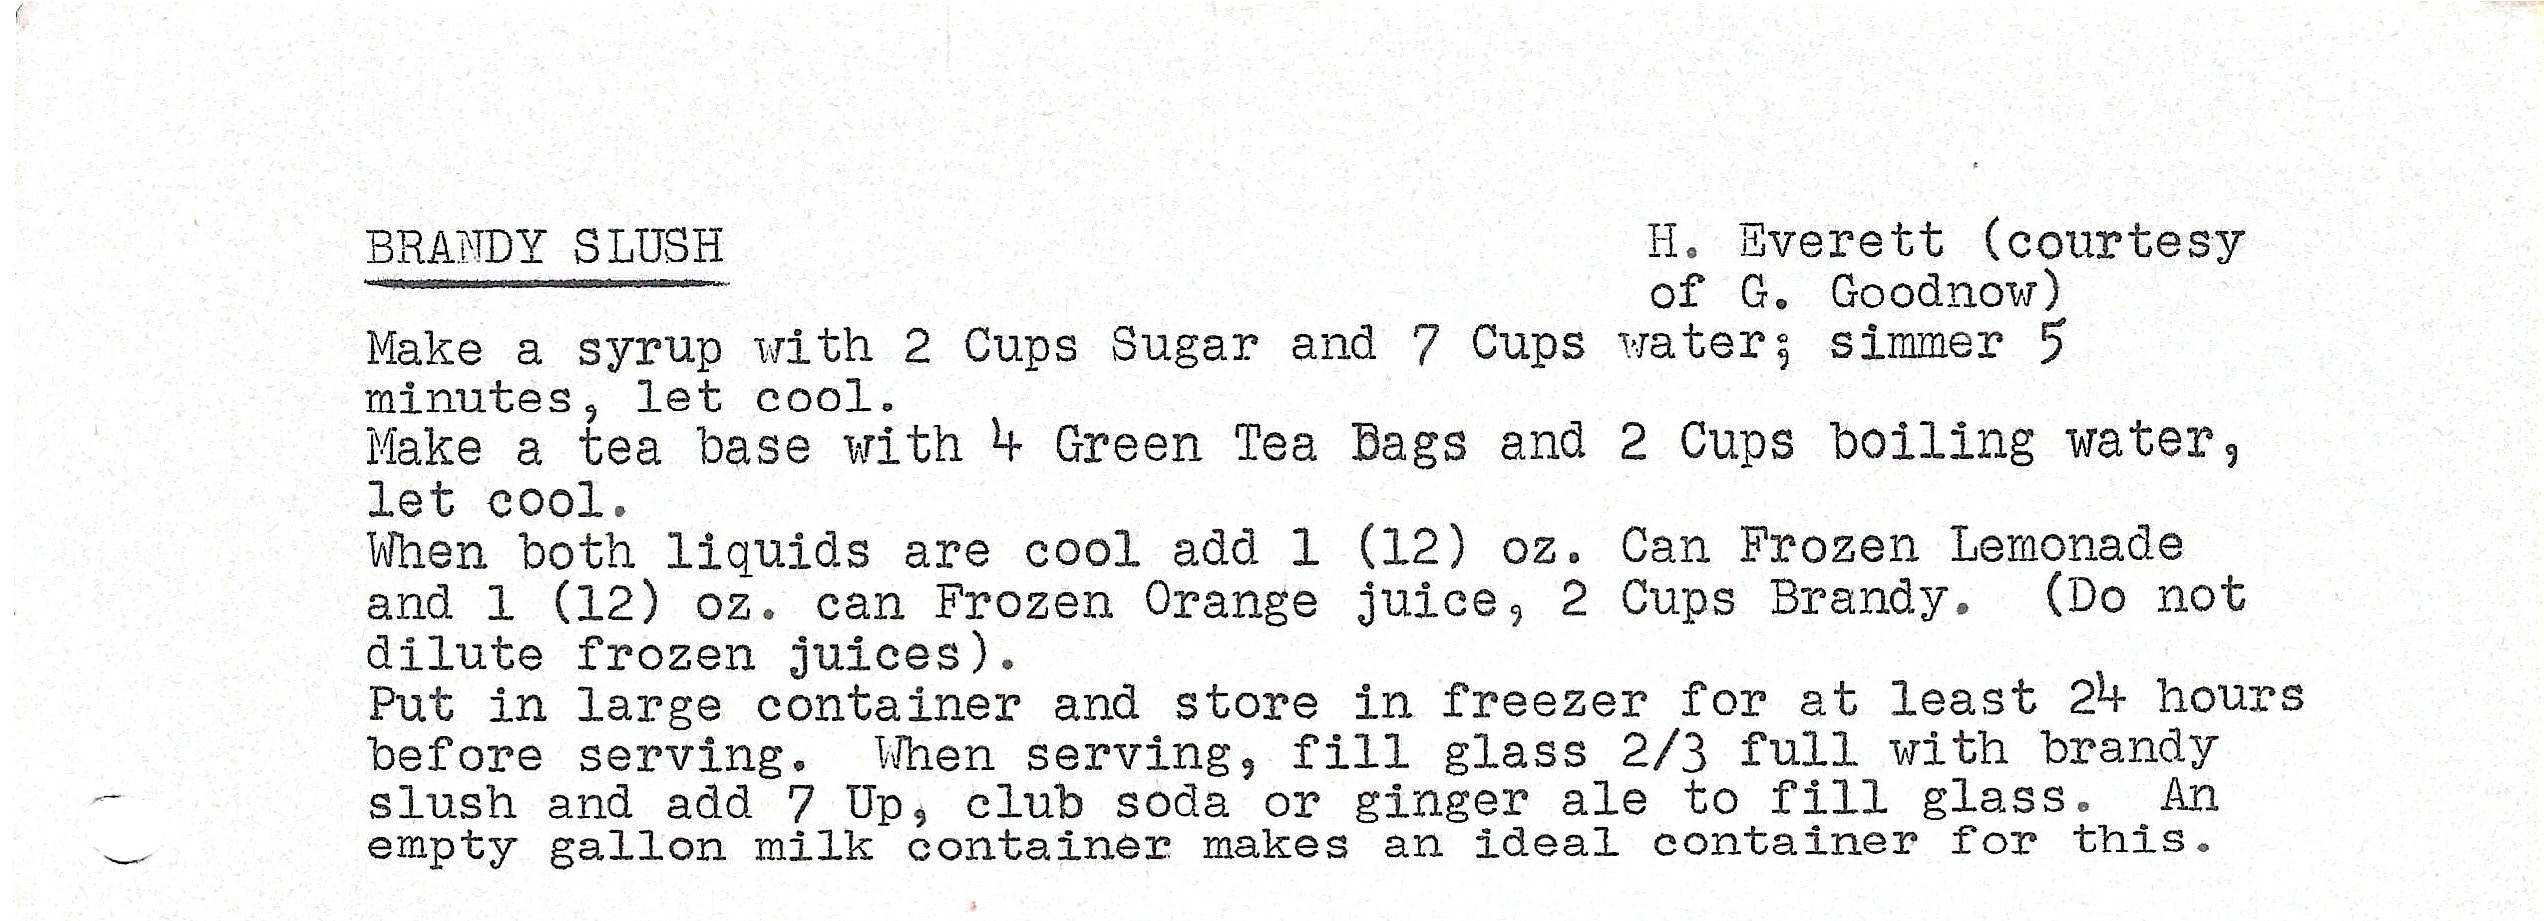 BRANDY SLUSH H. Everett (courtesy
of G. Goodnow)
Make a syrup with 2 Cups Sugar and 7 Cups water; simmer 5
minutes, let cool.
Make a tea base with 4 Green Tea Bags and 2 Cups boiling water,
let cool.
When both liquids are cool add 1 (12) oz. Can Frozen Lemonade
and 1 (12) oz. can Frozen Orange juice, 2 Cups Brandy.  (Do not
dilute frozen juices).
Put in large container and store in freezer for at least 24 hours
before serving.  When serving, fill glass 2/3 full with brandy
slush and add 7 Up, club soda or ginger ale to fill glass.  An
empty gallon milk container makes an ideal container for this.